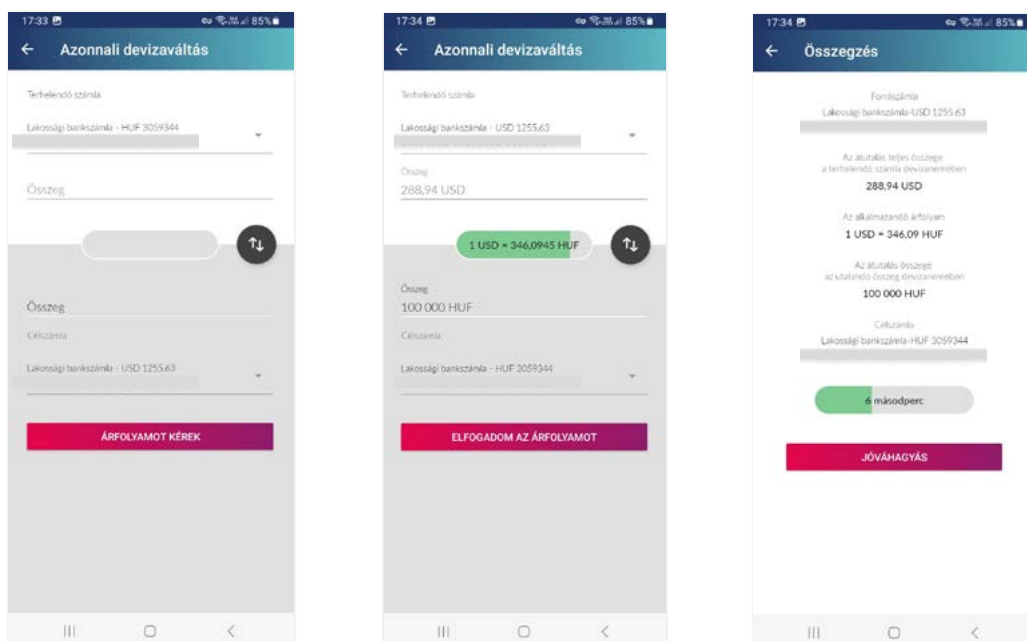 17:33
85%
Azonnali devizaváltás
Terhelendő számla
Lakossági bankszámla - HUF 3059344
Összeg
Összeg
Célszámla
Lakossági bankszámla - USD 1255,63
ÁRFOLYAMOT KÉREK
17:34
85%
Azonnali devizaváltás
Terhelendő számla
Lakossági bankszámla - USD 1255,63
Összeg
288,94 USD
1 USD = 346,0945 HUF
Összeg
100 000 HUF
Célszámla
Lakossági bankszámla - HUF 3059344
ELFOGADOM AZ ÁRFOLYAMOT
17:34
85%
Összegzés
Forrászámla
Lakossági bankszámla-USD 1255.63
Az átutalás teljes összege
a terhelendő számla devizanemében
288,94 USD
Az alkalmazandó árfolyam
1 USD = 346,09 HUF
Az átutalás összege
az utalandó összeg devizanemében
100 000 HUF
Célszámla
Lakossági bankszámla-HUF 3059344
6 másodperc
JÓVÁHAGYÁS